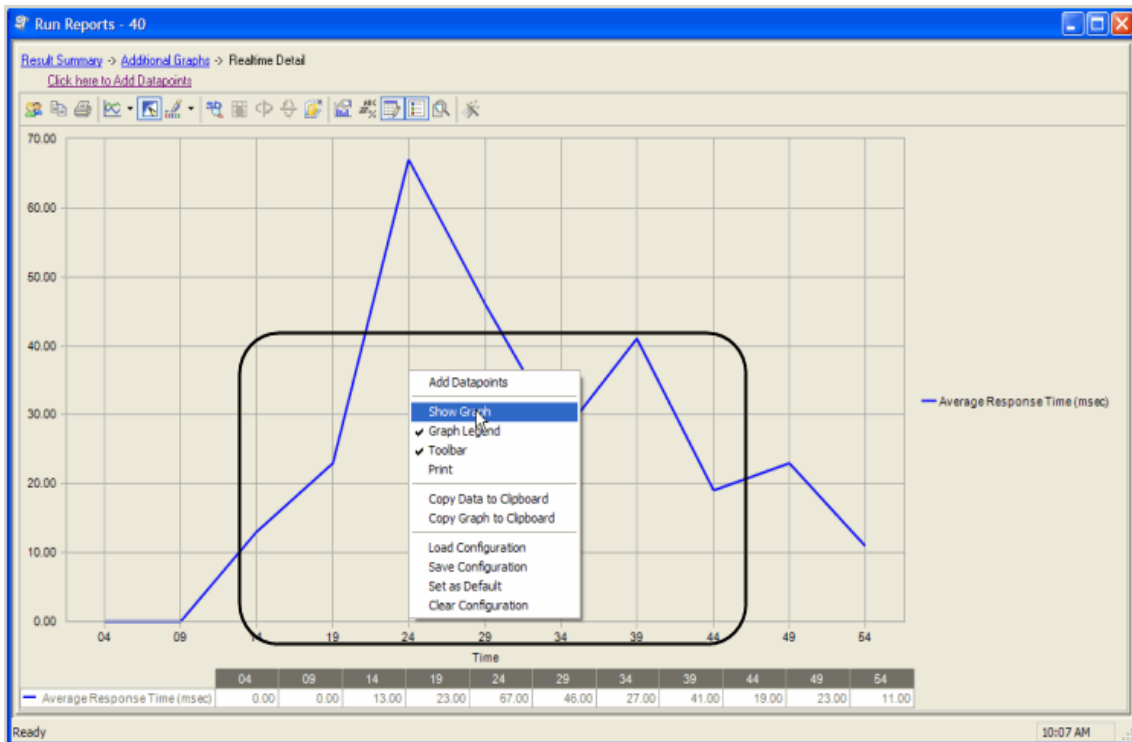 Run Reports - 40
Result Summary -> Additional Graphs -> Realtime Detail
Click here to Add Datapoints
70.00
60.00
50.00
40.00
30.00
20.00
10.00
0.00
Add Datapoints
Show Graph
Graph Legend
Toolbar
Print
Copy Data to Clipboard
Copy Graph to Clipboard
Load Configuration
Save Configuration
Set as Default
Clear Configuration
Average Response Time (msec)
04 09 14 19 24 29 34 39 44 49 54
Time
04 09 14 19 24 29 34 39 44 49 54
Average Response Time (msec) 0.00 0.00 13.00 23.00 67.00 46.00 27.00 41.00 19.00 23.00 11.00
Ready 10:07 AM